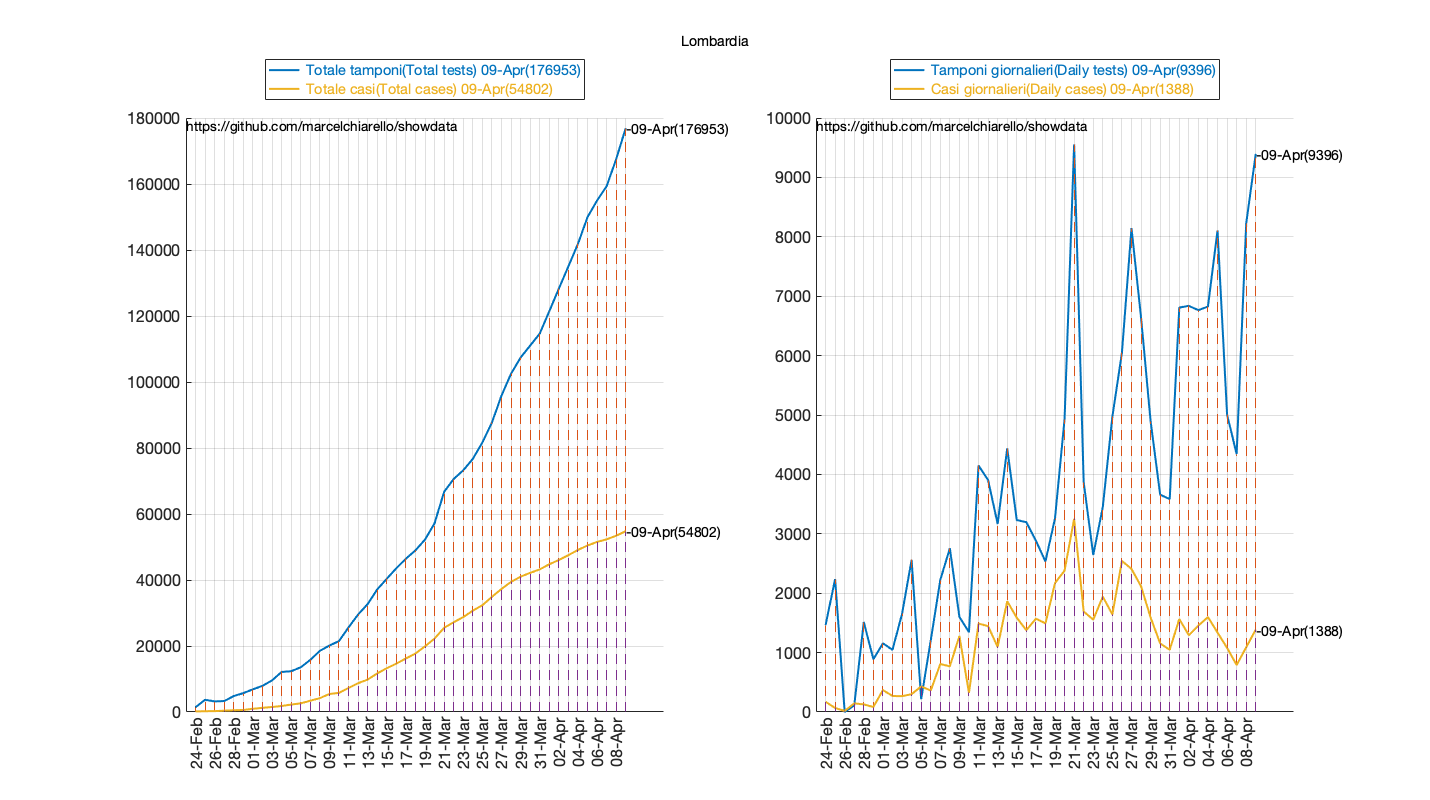 Lombardia
Totale tamponi(Total tests) 09-Apr(176953)
Totale casi(Total cases) 09-Apr(54802)
180000
160000
140000
120000
100000
80000
60000
40000
20000
0
https://github.com/marcelchiarello/showdata
-09-Apr(176953)
-09-Apr(54802)
24-Feb
26-Feb
28-Feb
01-Mar
03-Mar
05-Mar
07-Mar
09-Mar
11-Mar
13-Mar
15-Mar
17-Mar
19-Mar
21-Mar
23-Mar
25-Mar
27-Mar
29-Mar
31-Mar
02-Apr
04-Apr
06-Apr
08-Apr
Tamponi giornalieri(Daily tests) 09-Apr(9396)
Casi giornalieri(Daily cases) 09-Apr(1388)
10000
9000
8000
7000
6000
5000
4000
3000
2000
1000
0
https://github.com/marcelchiarello/showdata
-09-Apr(9396)
-09-Apr(1388)
24-Feb
26-Feb
28-Feb
01-Mar
03-Mar
05-Mar
07-Mar
09-Mar
11-Mar
13-Mar
15-Mar
17-Mar
19-Mar
21-Mar
23-Mar
25-Mar
27-Mar
29-Mar
31-Mar
02-Apr
04-Apr
06-Apr
08-Apr